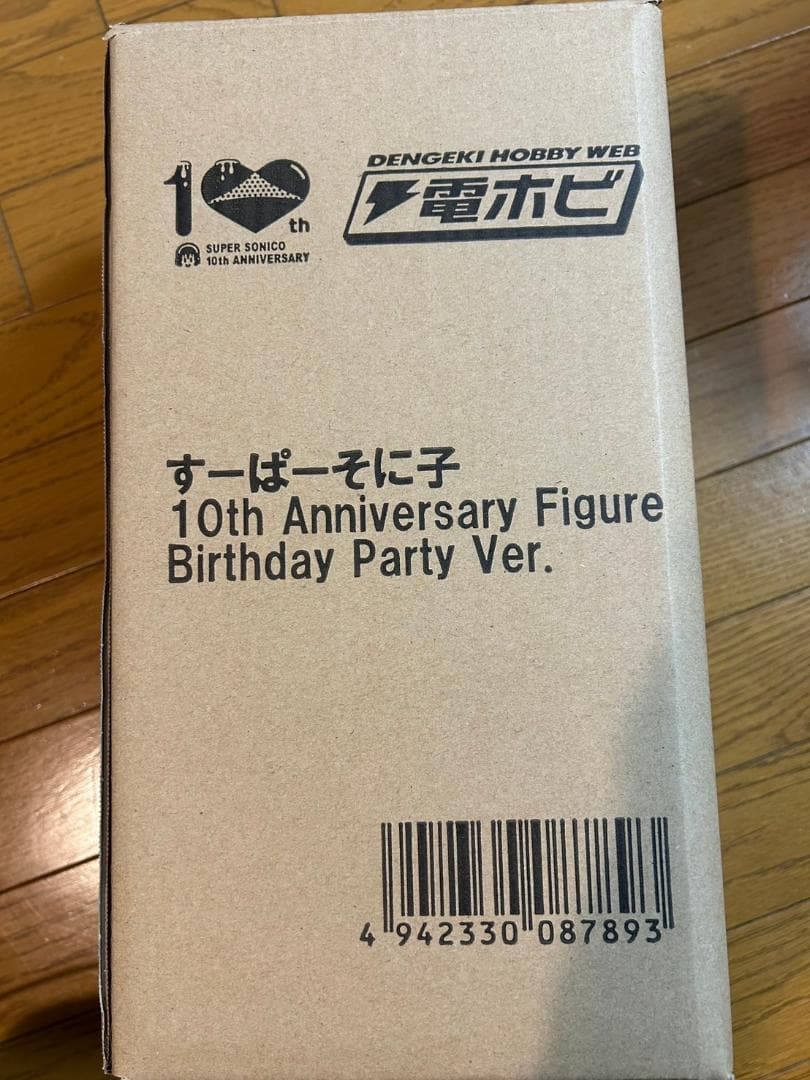 10th
SUPER SONICO
10th ANNIVERSARY
DENGEKI HOBBY WEB
電ホビ
すーぱーそに子
10th Anniversary Figure
Birthday Party Ver.
4 942330 087893